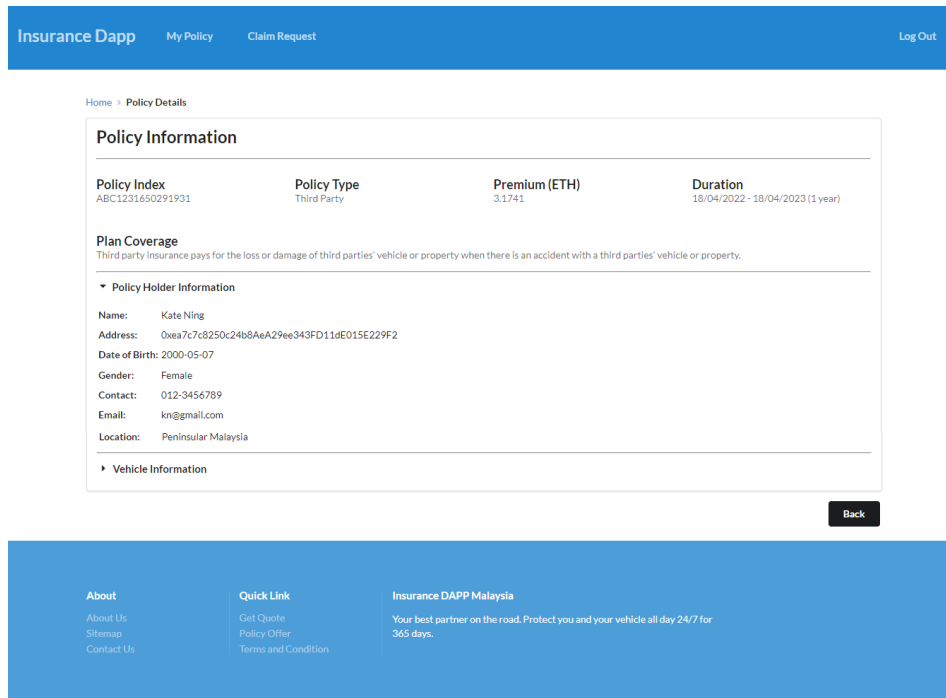 Insurance Dapp My Policy Claim Request Log Out
Home > Policy Details
Policy Information
Policy Index Policy Type Premium (ETH) Duration
ABC1231650291931 Third Party 3.1741 18/04/2022 - 18/04/2023 (1 year)
Plan Coverage
Third party insurance pays for the loss or damage of third parties' vehicle or property when there is an accident with a third parties' vehicle or property.
Policy Holder Information
Name: Kate Ning
Address: 0xea7c7c8250c24b8AeA29ee343FD11dE015E229F2
Date of Birth: 2000-05-07
Gender: Female
Contact: 012-3456789
Email: kn@gmail.com
Location: Peninsular Malaysia
Vehicle Information
Back
About Quick Link Insurance DAPP Malaysia
About Us Get Quote Your best partner on the road. Protect you and your vehicle all day 24/7 for
Sitemap Policy Offer 365 days.
Contact Us Terms and Condition